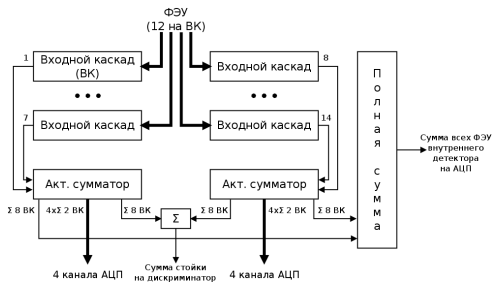 ФЭУ
(12 на ВК)
1
Входной каскад
(ВК)
Входной каскад
8
7
Входной каскад
Входной каскад
14
Полная сумма
Сумма всех ФЭУ
внутреннего
детектора
на АЦП
Акт. сумматор
Акт. сумматор
Σ 8 ВК
4xΣ 2 ВК
Σ 8 ВК
Σ
Σ 8 ВК
4xΣ 2 ВК
Σ 8 ВК
4 канала АЦП
Сумма стойки
на дискриминатор
4 канала АЦП